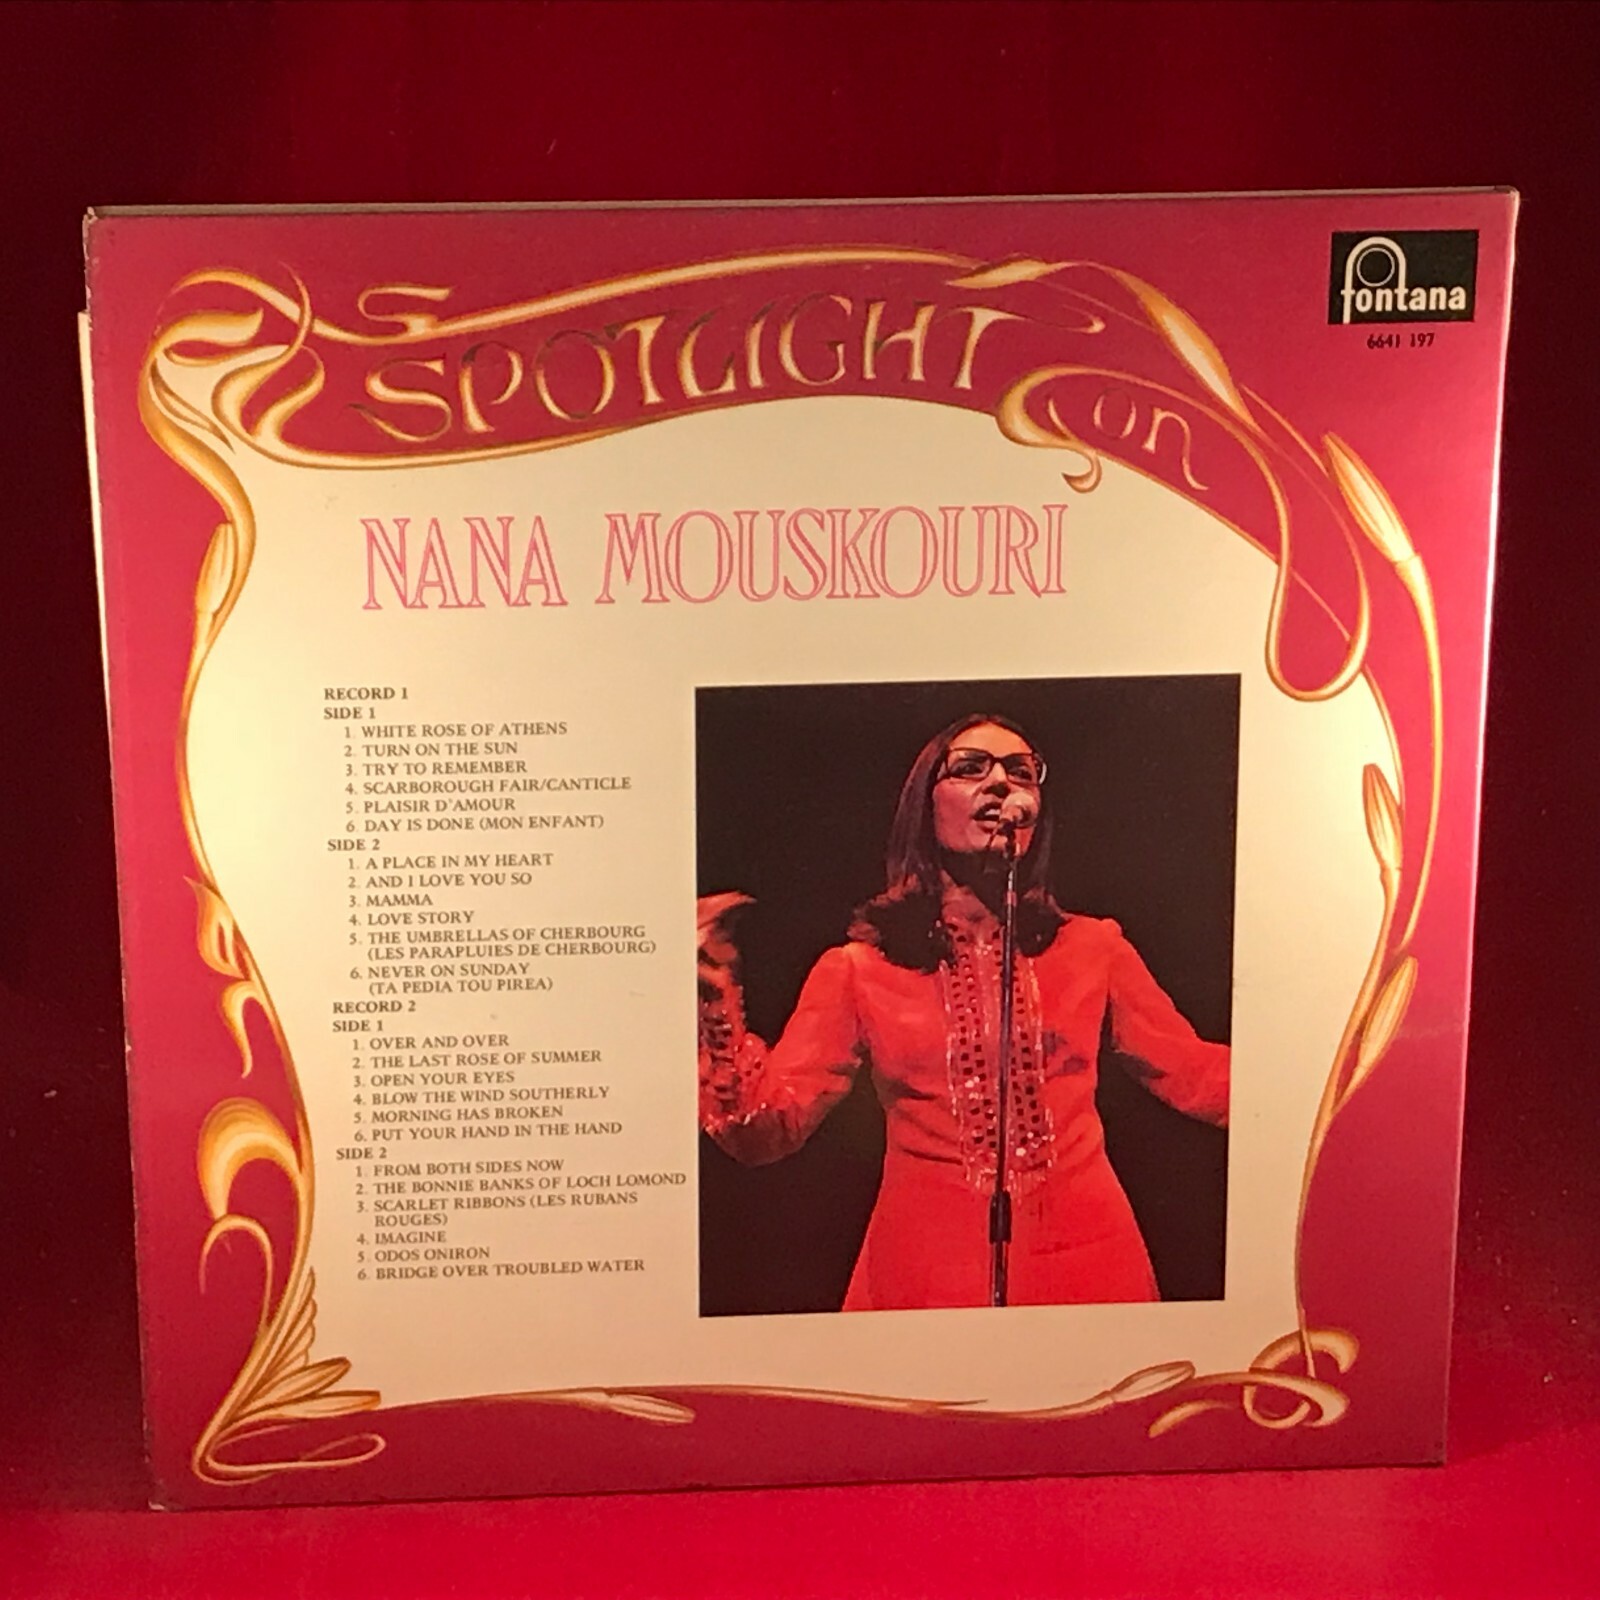 SPOTLIGHT on
fontana
6641 197
NANA MOUSKOURI
RECORD 1
SIDE 1
1. WHITE ROSE OF ATHENS
2. TURN ON THE SUN
3. TRY TO REMEMBER
4. SCARBOROUGH FAIR/CANTICLE
5. PLAISIR D'AMOUR
6. DAY IS DONE (MON ENFANT)
SIDE 2
1. A PLACE IN MY HEART
2. AND I LOVE YOU SO
3. MAMMA
4. LOVE STORY
5. THE UMBRELLAS OF CHERBOURG
(LES PARAPLUIES DE CHERBOURG)
6. NEVER ON SUNDAY
(TA PEDIA TOU PIREA)
RECORD 2
SIDE 1
1. OVER AND OVER
2. THE LAST ROSE OF SUMMER
3. OPEN YOUR EYES
4. BLOW THE WIND SOUTHERLY
5. MORNING HAS BROKEN
6. PUT YOUR HAND IN THE HAND
SIDE 2
1. FROM BOTH SIDES NOW
2. THE BONNIE BANKS OF LOCH LOMOND
3. SCARLET RIBBONS (LES RUBANS
ROUGES)
4. IMAGINE
5. ODOS ONIRON
6. BRIDGE OVER TROUBLED WATER